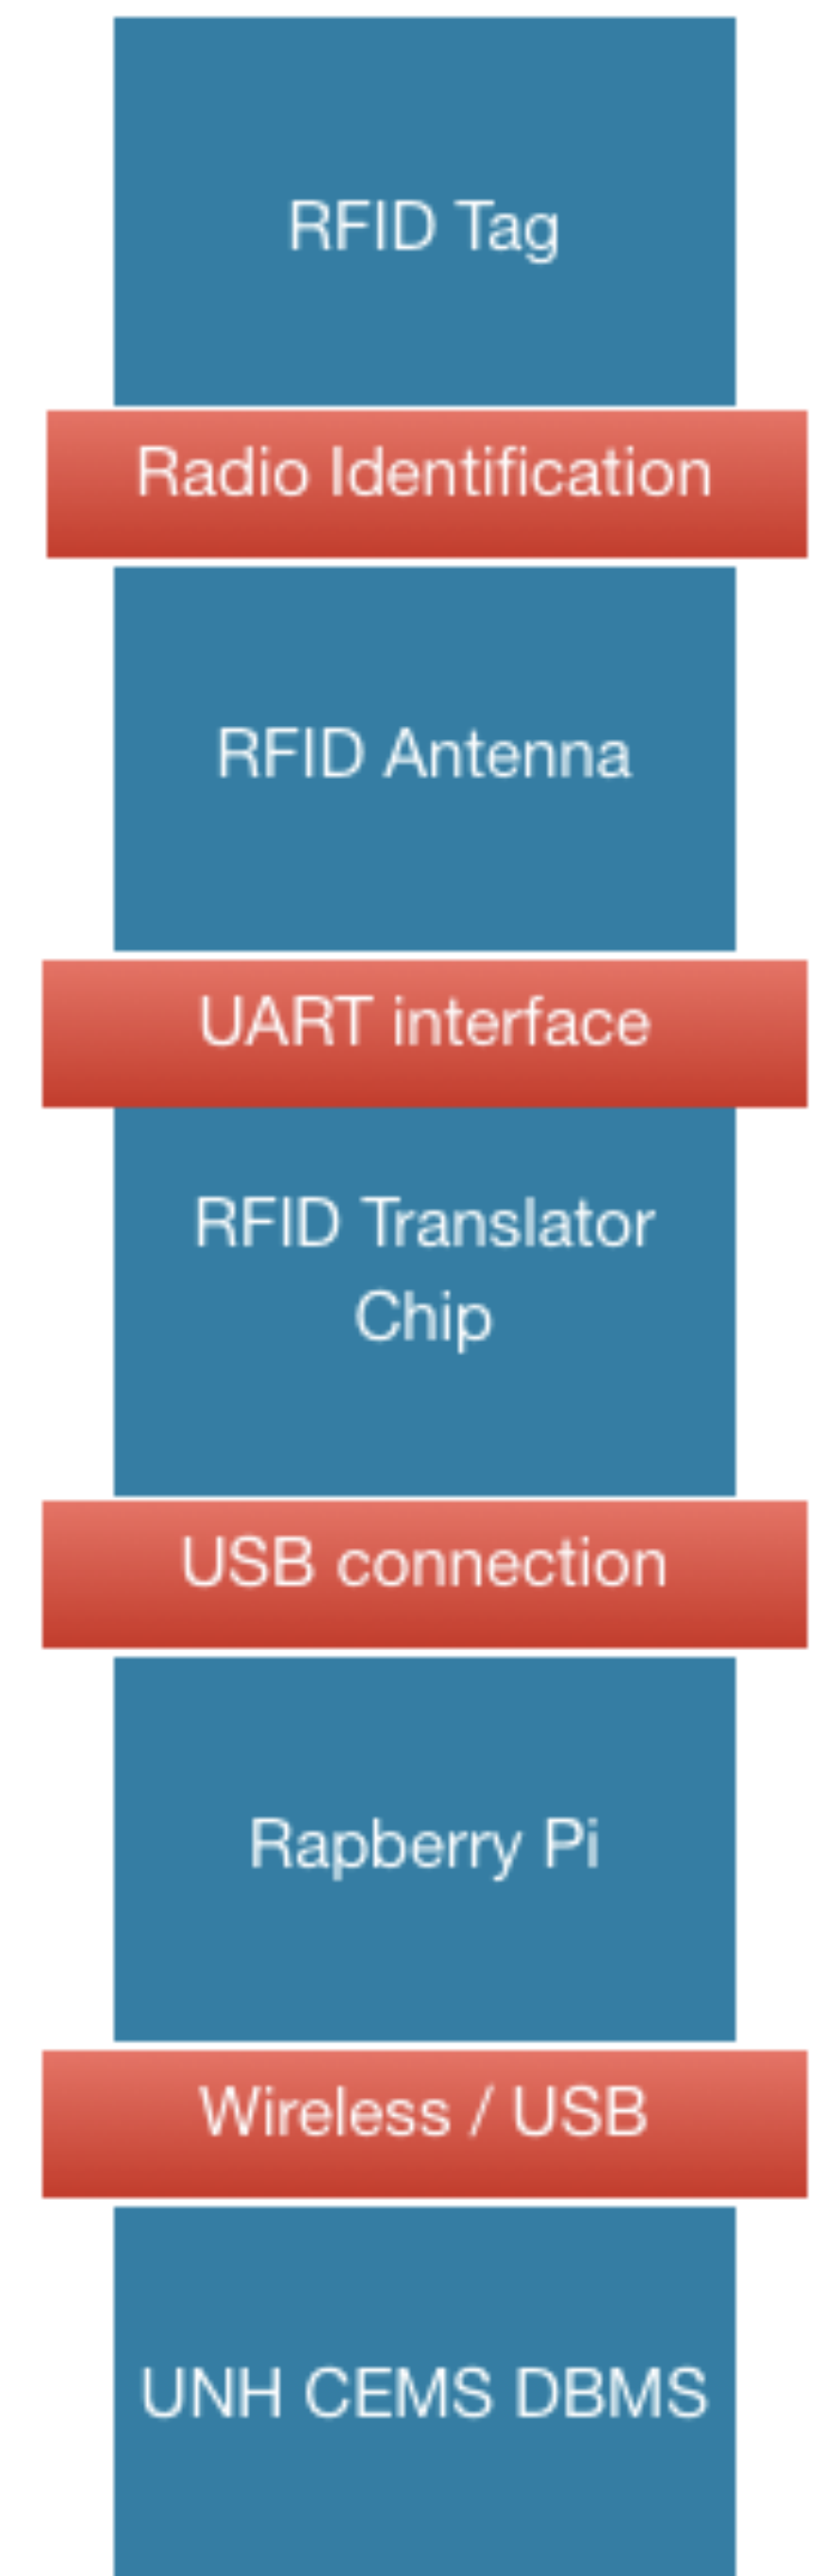 RFID Tag
Radio Identification
RFID Antenna
UART interface
RFID Translator
Chip
USB connection
Rapberry Pi
Wireless / USB
UNH CEMS DBMS